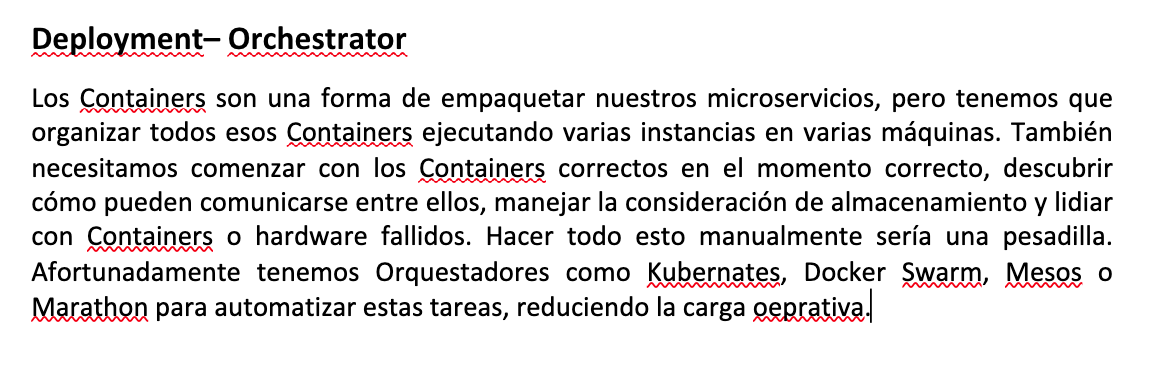 Deployment– Orchestrator
Los Containers son una forma de empaquetar nuestros microservicios, pero tenemos que
organizar todos esos Containers ejecutando varias instancias en varias máquinas. También
necesitamos comenzar con los Containers correctos en el momento correcto, descubrir
cómo pueden comunicarse entre ellos, manejar la consideración de almacenamiento y lidiar
con Containers o hardware fallidos. Hacer todo esto manualmente sería una pesadilla.
Afortunadamente tenemos Orquestadores como Kubernates, Docker Swarm, Mesos o
Marathon para automatizar estas tareas, reduciendo la carga oeprativa.